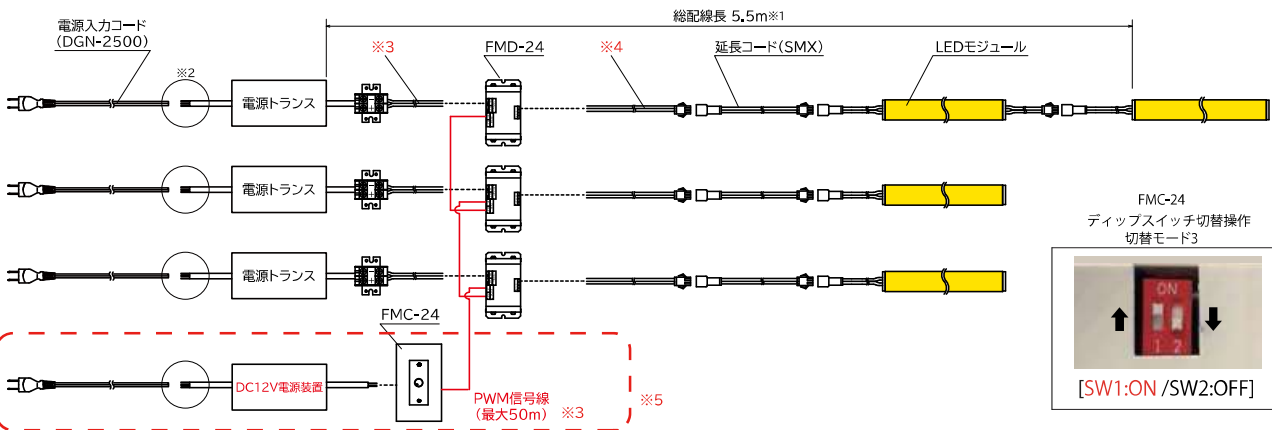 総配線長 5.5m※1
電源入力コード
(DGN-2500)
※2
電源トランス
※3
FMD-24
※4
延長コード(SMX)
LEDモジュール
電源トランス
電源トランス
FMC-24
DC12V電源装置
PWM信号線
(最大50m) ※3
※5
FMC-24
ディップスイッチ切替操作
切替モード3
ON
1 2
[SW1:ON /SW2:OFF]